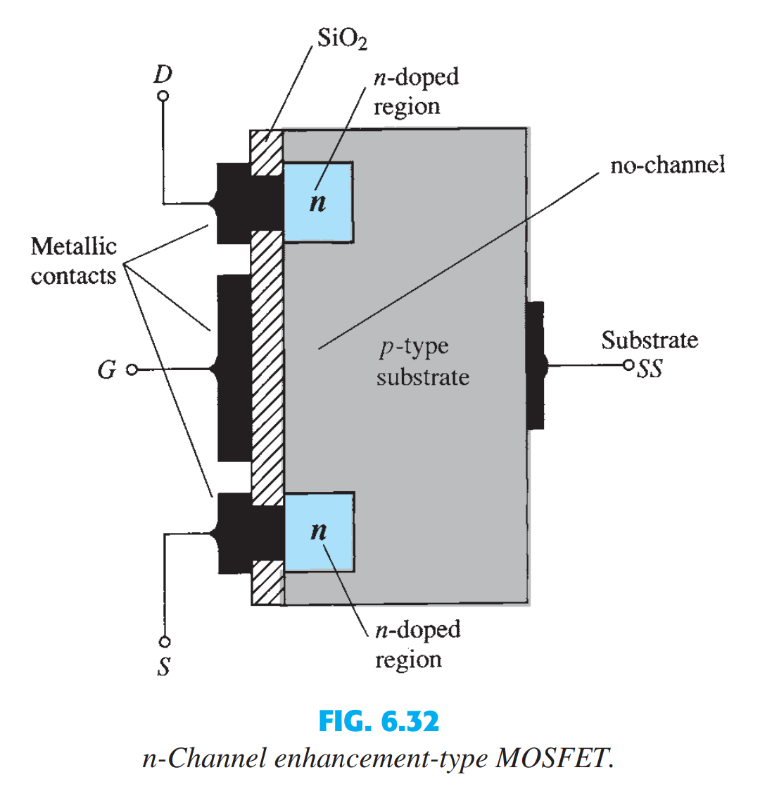 SiO₂
D
n-doped
region
n
no-channel
Metallic
contacts
p-type
substrate
Substrate
G
SS
n
n-doped
region
S
FIG. 6.32
n-Channel enhancement-type MOSFET.